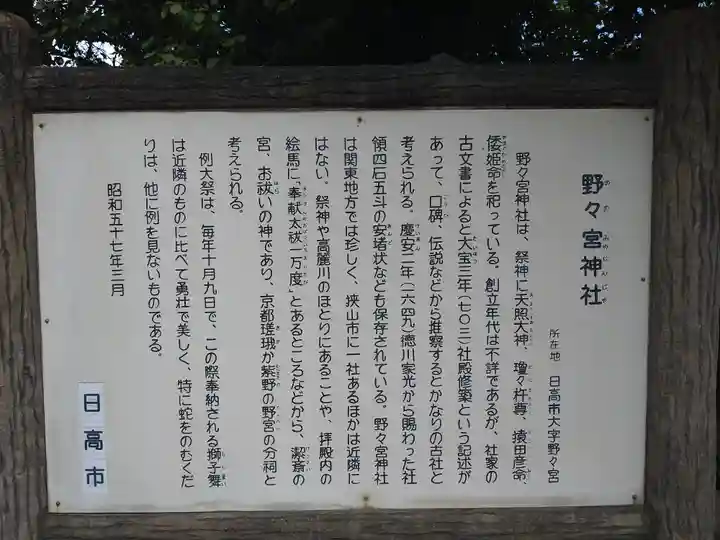 野々宮神社
所在地 日高市大字野々宮
野々宮神社は、祭神に天照大神、瓊々杵尊、猿田彦命、
倭姫命を祀っている。創立年代は不詳であるが、社家の
古文書によると大宝三年(七〇三)社殿修築という記述が
あって、口碑、伝説などから推察するとかなりの古社と
考えられる。慶安二年(一六四九)徳川家光から賜わった社
領四石五斗の安堵状なども保存されている。野々宮神社
は関東地方では珍しく、狭山市に一社あるほかは近隣に
はない。祭神や高麗川のほとりにあることや、拝殿内の
絵馬に「奉献太祓一万度」とあるところなどから、潔斎の
宮、お祓いの神であり、京都嵯峨か紫野の野宮の分祠と
考えられる。
例大祭は、毎年十月九日で、この際奉納される獅子舞
は近隣のものに比べて勇壮で美しく、特に蛇をのむくだ
りは、他に例を見ないものである。
昭和五十七年三月
日高市